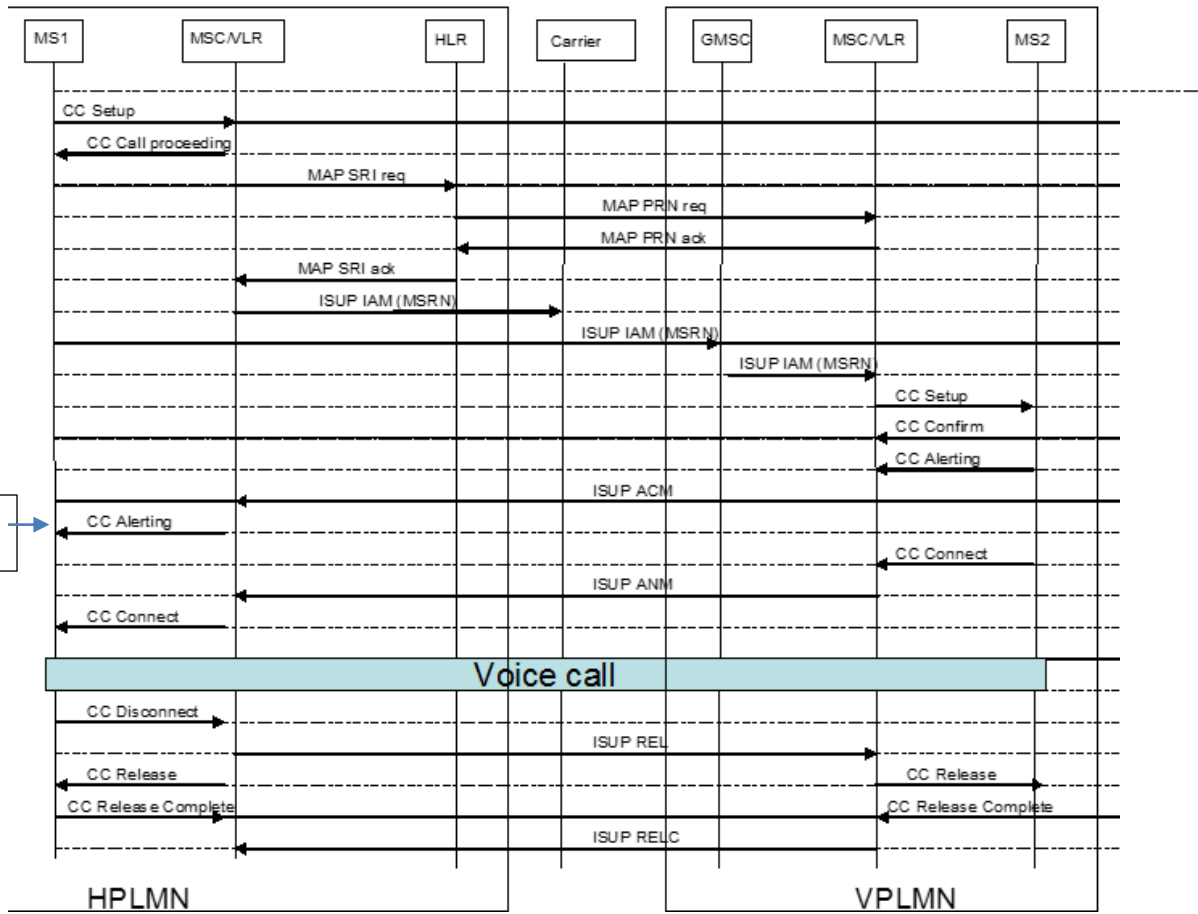 MS1
MSC/VLR
HLR
Carrier
GMSC
MSC/VLR
MS2
CC Setup
CC Call proceeding
MAP SRI req
MAP PRN req
MAP PRN ack
MAP SRI ack
ISUP IAM (MSRN)
ISUP IAM (MSRN)
ISUP IAM (MSRN)
CC Setup
CC Confirm
CC Alerting
ISUP ACM
CC Alerting
CC Connect
ISUP ANM
CC Connect
Voice call
CC Disconnect
ISUP REL
CC Release
CC Release
CC Release Complete
CC Release Complete
ISUP RELC
HPLMN
VPLMN